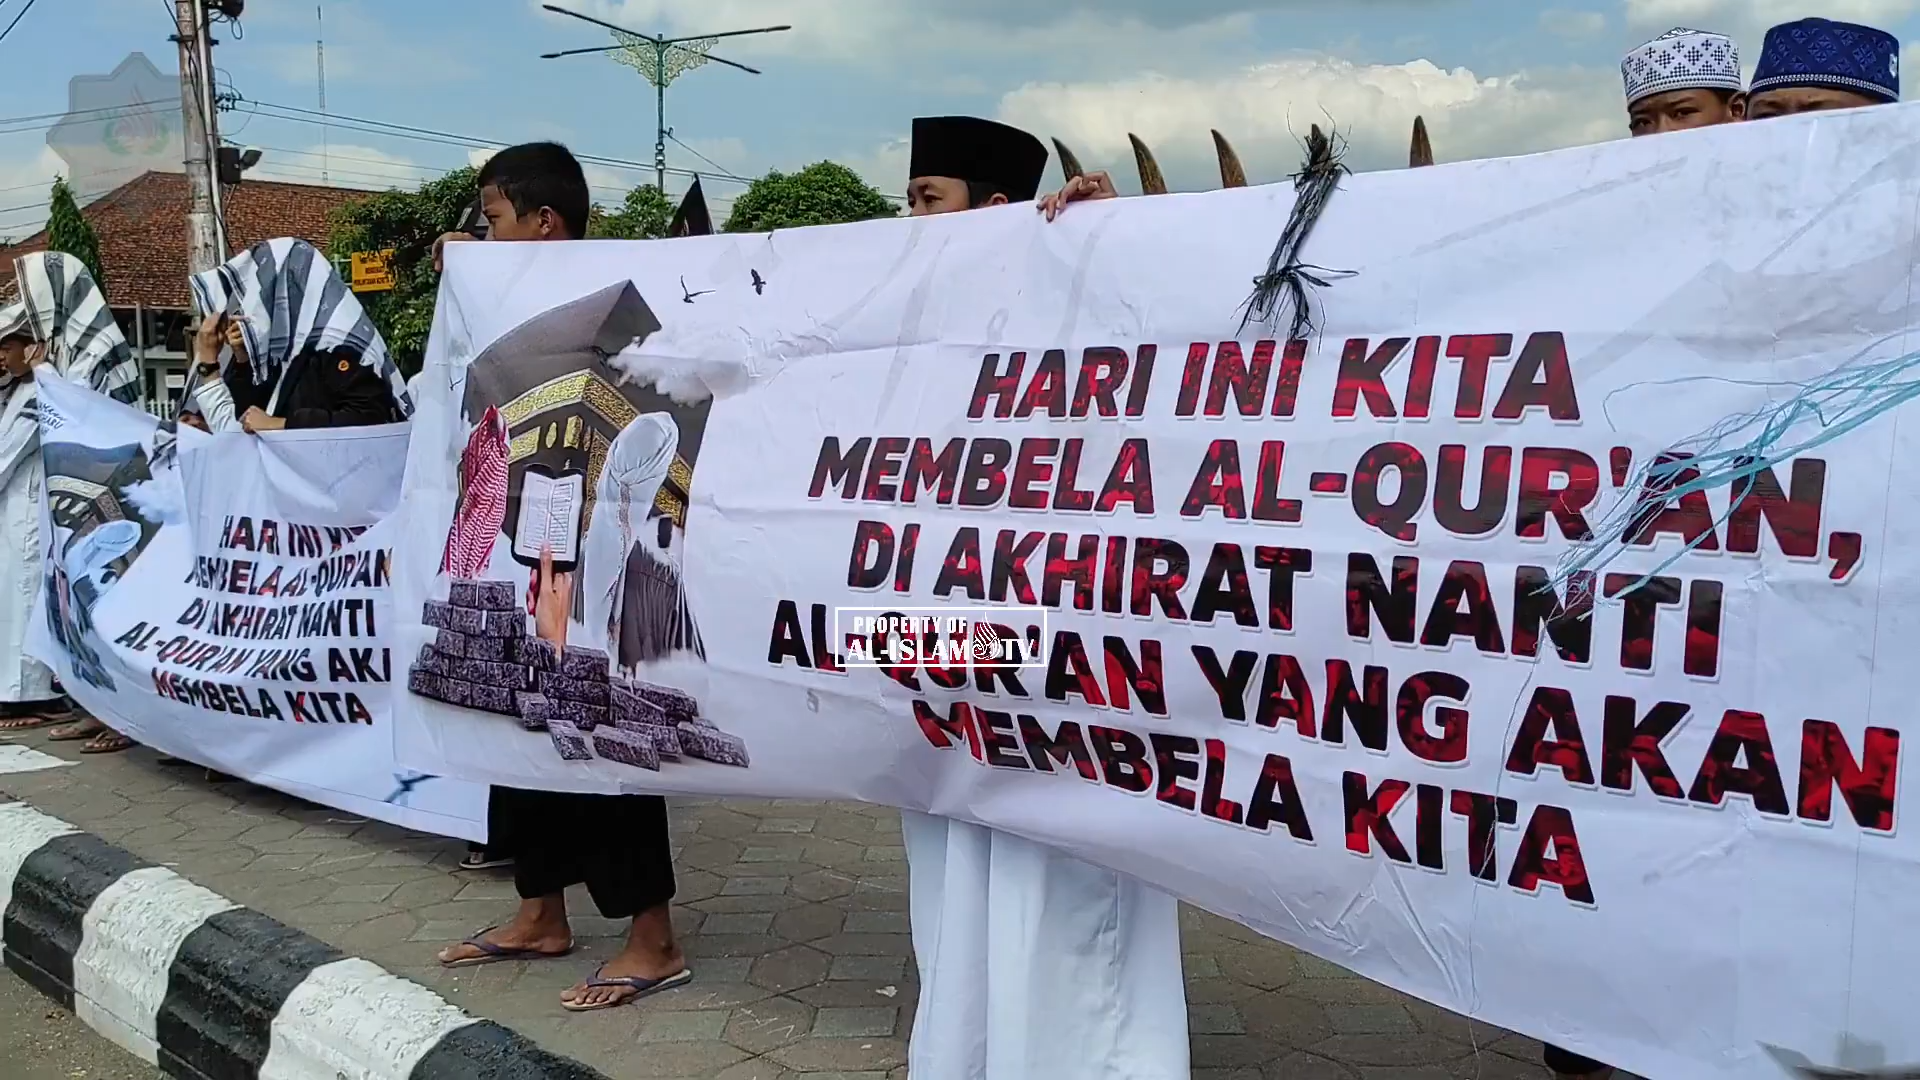 HARI INI KITA
MEMBELA AL-QUR'AN,
DI AKHIRAT NANTI
AL-QUR'AN YANG AKAN
MEMBELA KITA
PROPERTY OF
AL-ISLAM TV
HARI INI
MEMBELA AL-QUR'AN
DI AKHIRAT NANTI
AL-QUR'AN YANG AKA
MEMBELA KITA